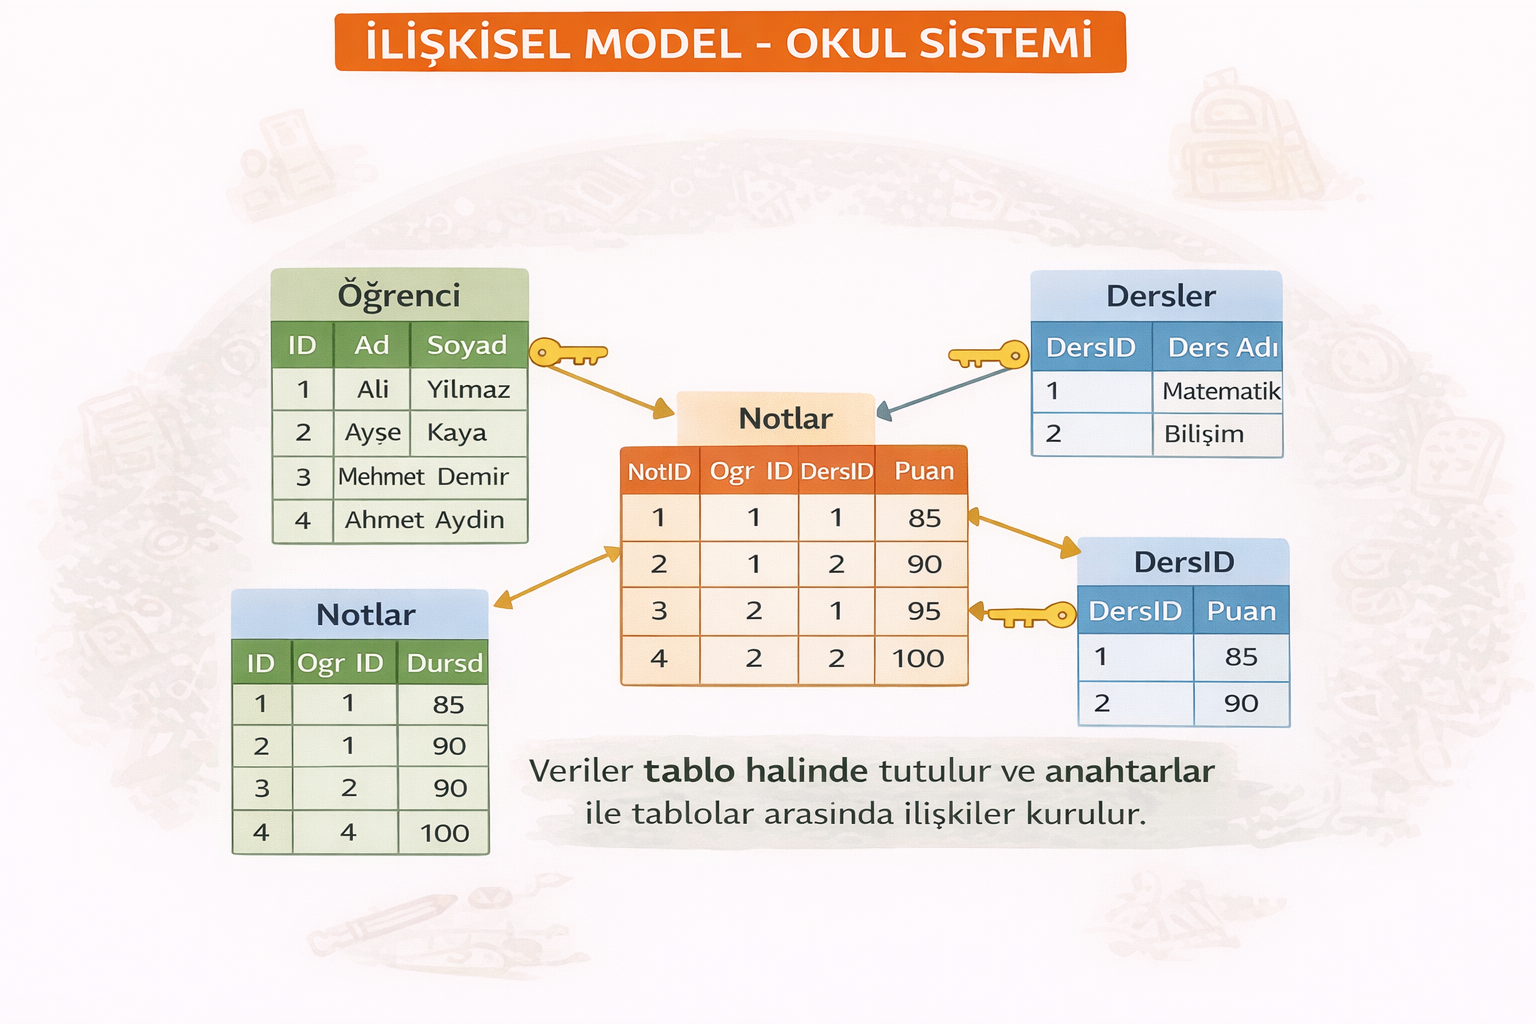 İLİŞKİSEL MODEL - OKUL SİSTEMİ
Öğrenci
ID Ad Soyad
1 Ali Yilmaz
2 Ayşe Kaya
3 Mehmet Demir
4 Ahmet Aydin
Dersler
DersID Ders Adı
1 Matematik
2 Bilişim
Notlar
NotID Ogr ID DersID Puan
1 1 1 85
2 1 2 90
3 2 1 95
4 2 2 100
DersID
DersID Puan
1 85
2 90
Notlar
ID Ogr ID Dursd
1 1 85
2 1 90
3 2 90
4 4 100
Veriler tablo halinde tutulur ve anahtarlar
ile tablolar arasında ilişkiler kurulur.